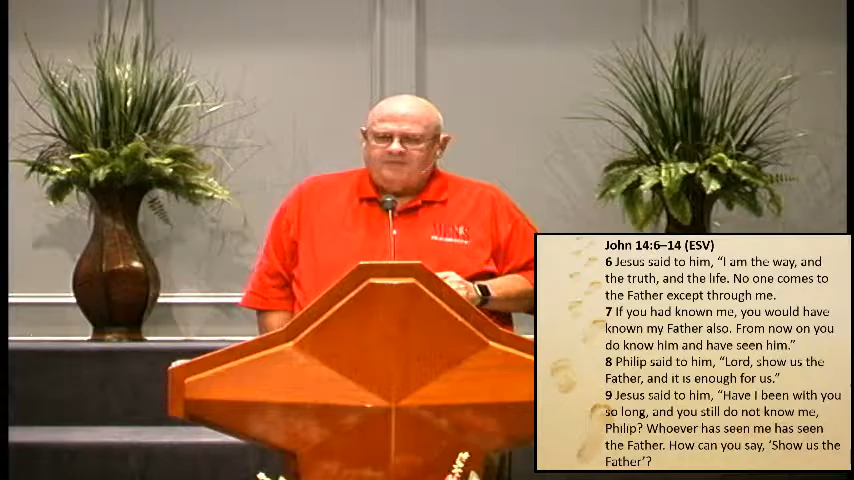 MEN'S
John 14:6–14 (ESV)
6 Jesus said to him, “I am the way, and
the truth, and the life. No one comes to
the Father except through me.
7 If you had known me, you would have
known my Father also. From now on you
do know him and have seen him.”
8 Philip said to him, “Lord, show us the
Father, and it is enough for us.”
9 Jesus said to him, “Have I been with you
so long, and you still do not know me,
Philip? Whoever has seen me has seen
the Father. How can you say, ‘Show us the
Father’?